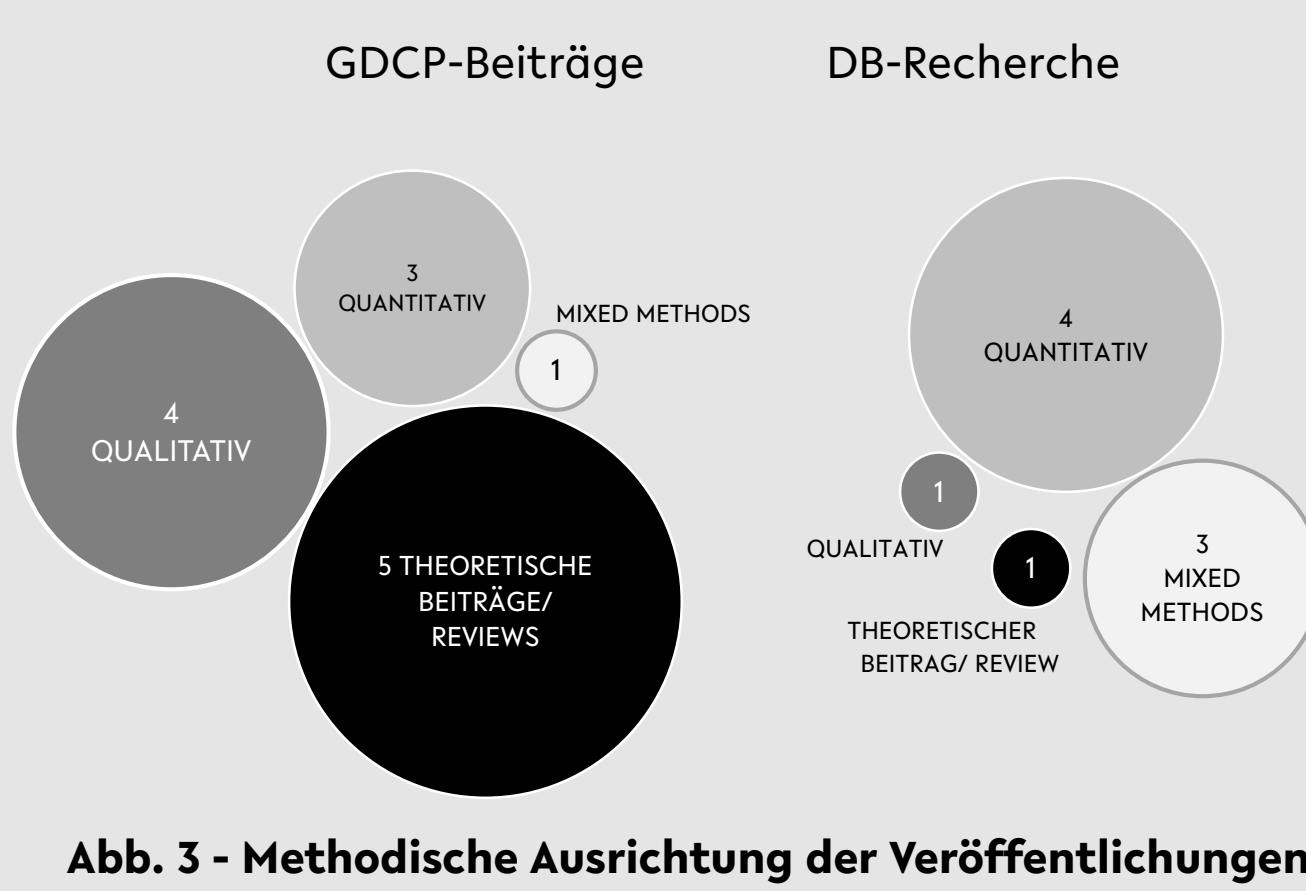 GDCP-Beiträge
3
QUANTITATIV
MIXED METHODS
1
4
QUALITATIV
5 THEORETISCHE
BEITRÄGE/
REVIEWS
DB-Recherche
4
QUANTITATIV
1
QUALITATIV
1
THEORETISCHER
BEITRAG/ REVIEW
3
MIXED
METHODS
Abb. 3 - Methodische Ausrichtung der Veröffentlichungen